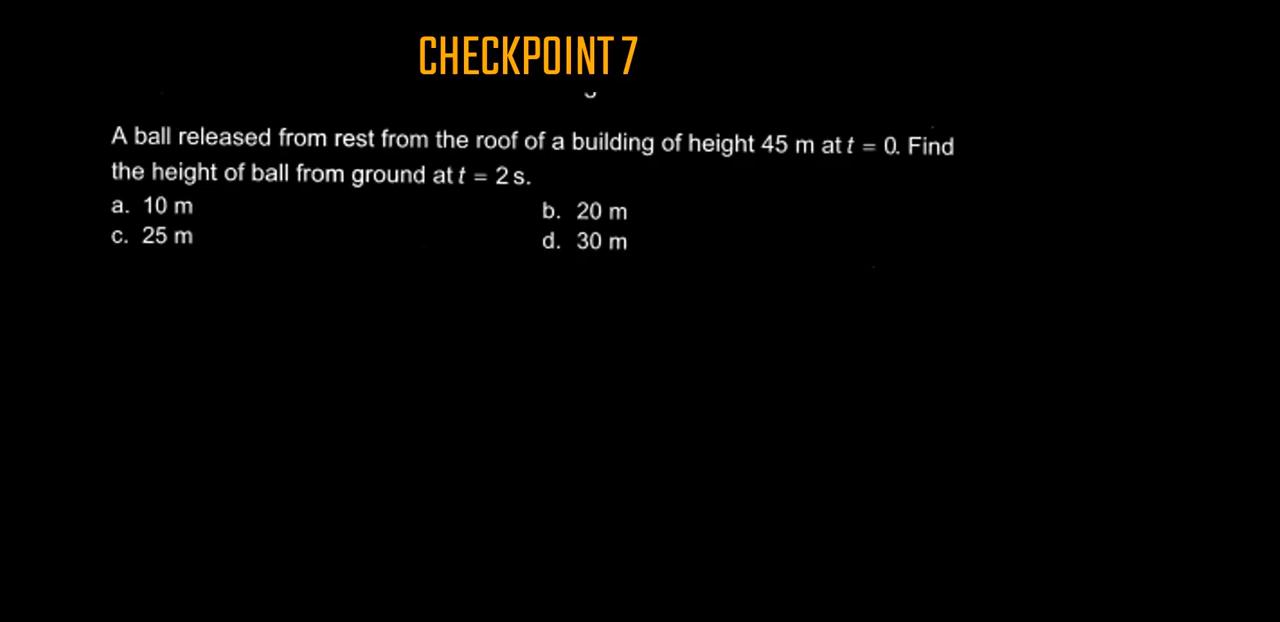 CHECKPOINT 7
A ball released from rest from the roof of a building of height 45 m at t = 0. Find
the height of ball from ground at t = 2 s.
a. 10 m b. 20 m
c. 25 m d. 30 m